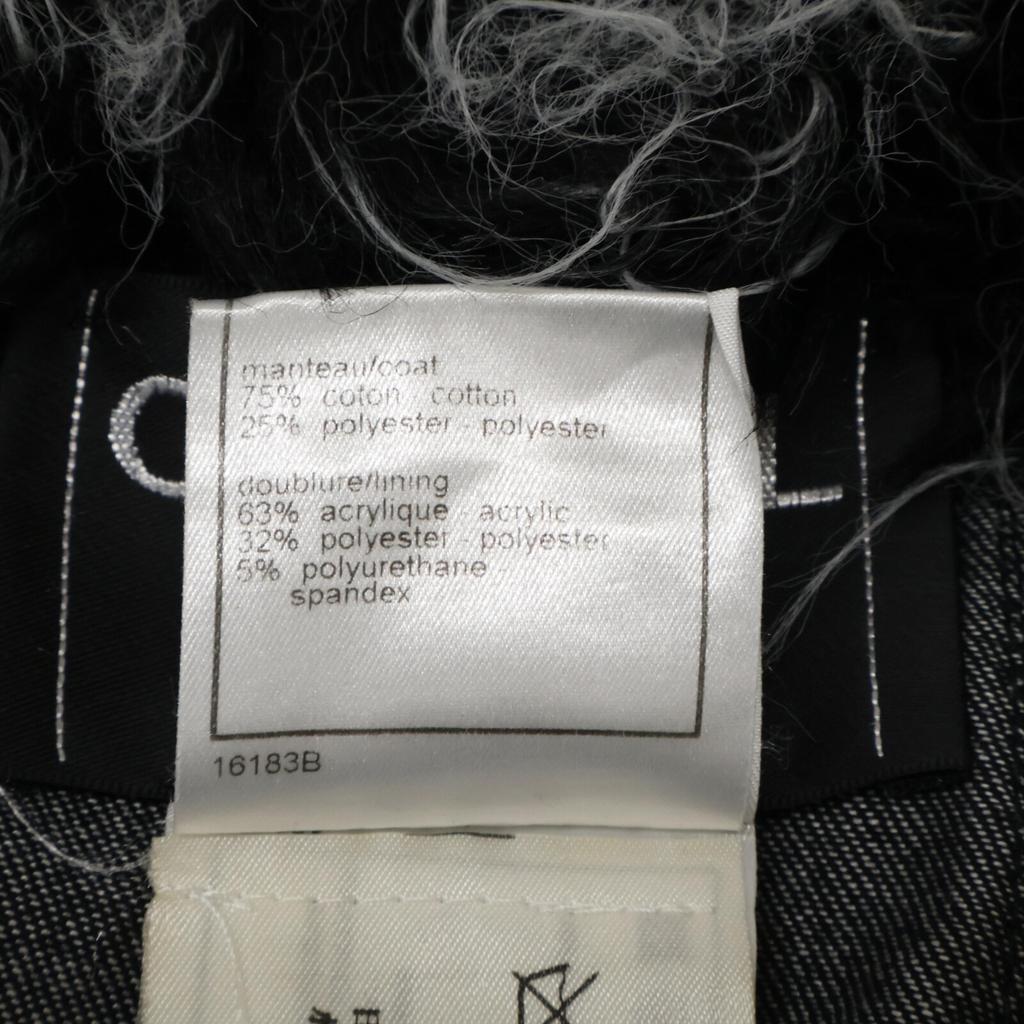 manteau/coat
75% coton - cotton
25% polyester - polyester
doublure/lining
63% acrylique - acrylic
32% polyester - polyester
5% polyurethane -
spandex
16183B